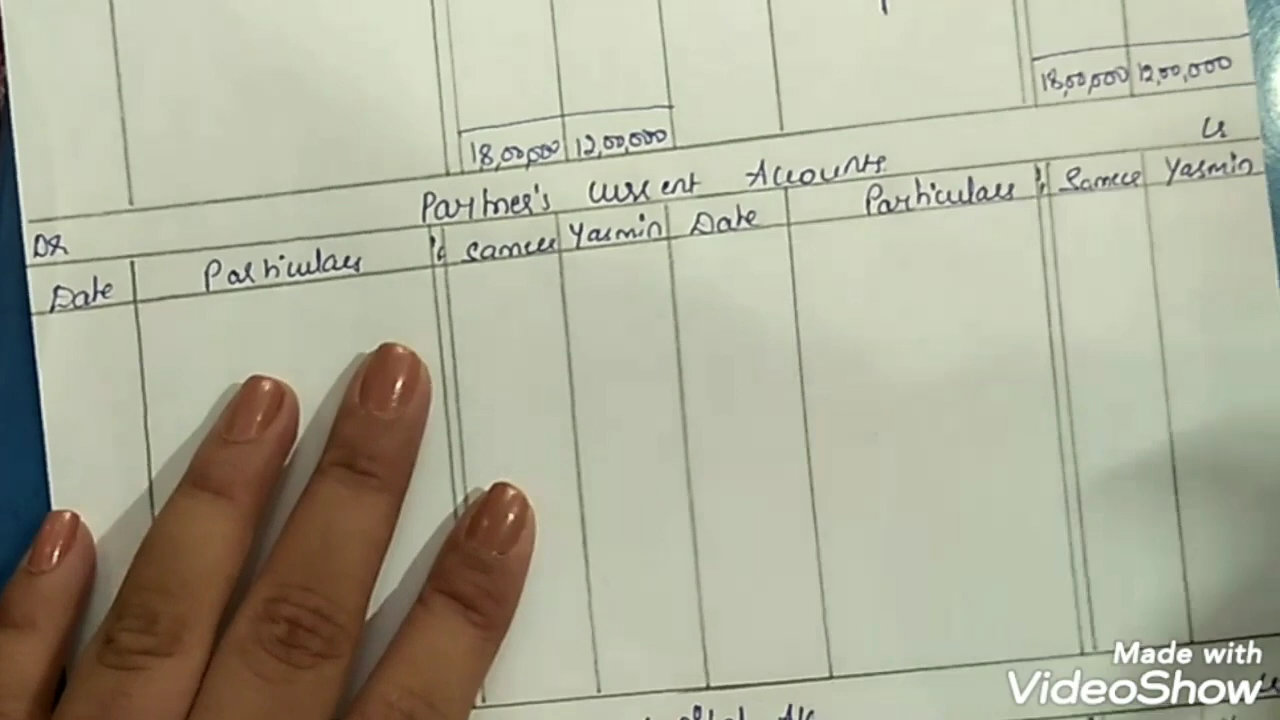 18,00,000 12,00,000
18,00,000 12,00,000
Partner's Current Accounts
Dr Cr
Date Particulars Sameer Yasmin Date Particulars Sameer Yasmin
Made with
VideoShow